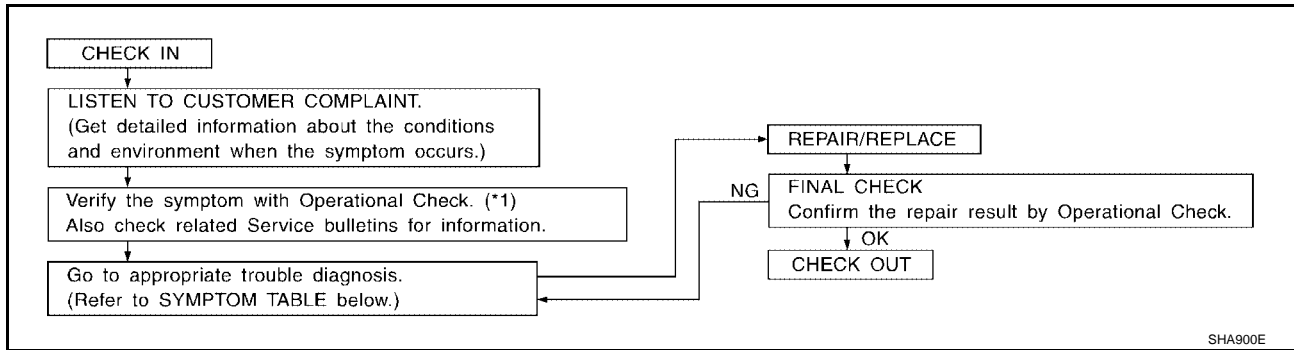 CHECK IN
LISTEN TO CUSTOMER COMPLAINT.
(Get detailed information about the conditions
and environment when the symptom occurs.)
Verify the symptom with Operational Check. (*1)
Also check related Service bulletins for information.
Go to appropriate trouble diagnosis.
(Refer to SYMPTOM TABLE below.)
REPAIR/REPLACE
NG
FINAL CHECK
Confirm the repair result by Operational Check.
OK
CHECK OUT
SHA900E